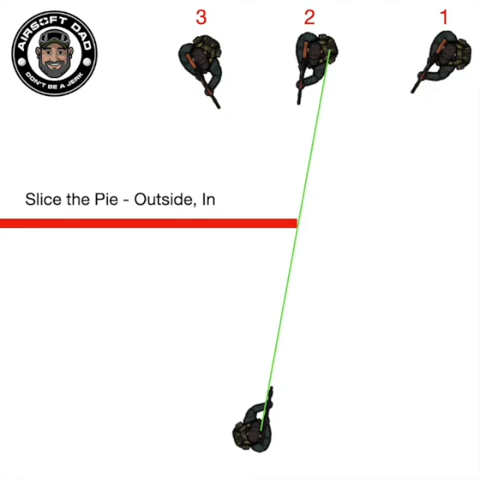 AIRSOFT DAD
DON'T BE A JERK
3 2 1
Slice the Pie - Outside, In